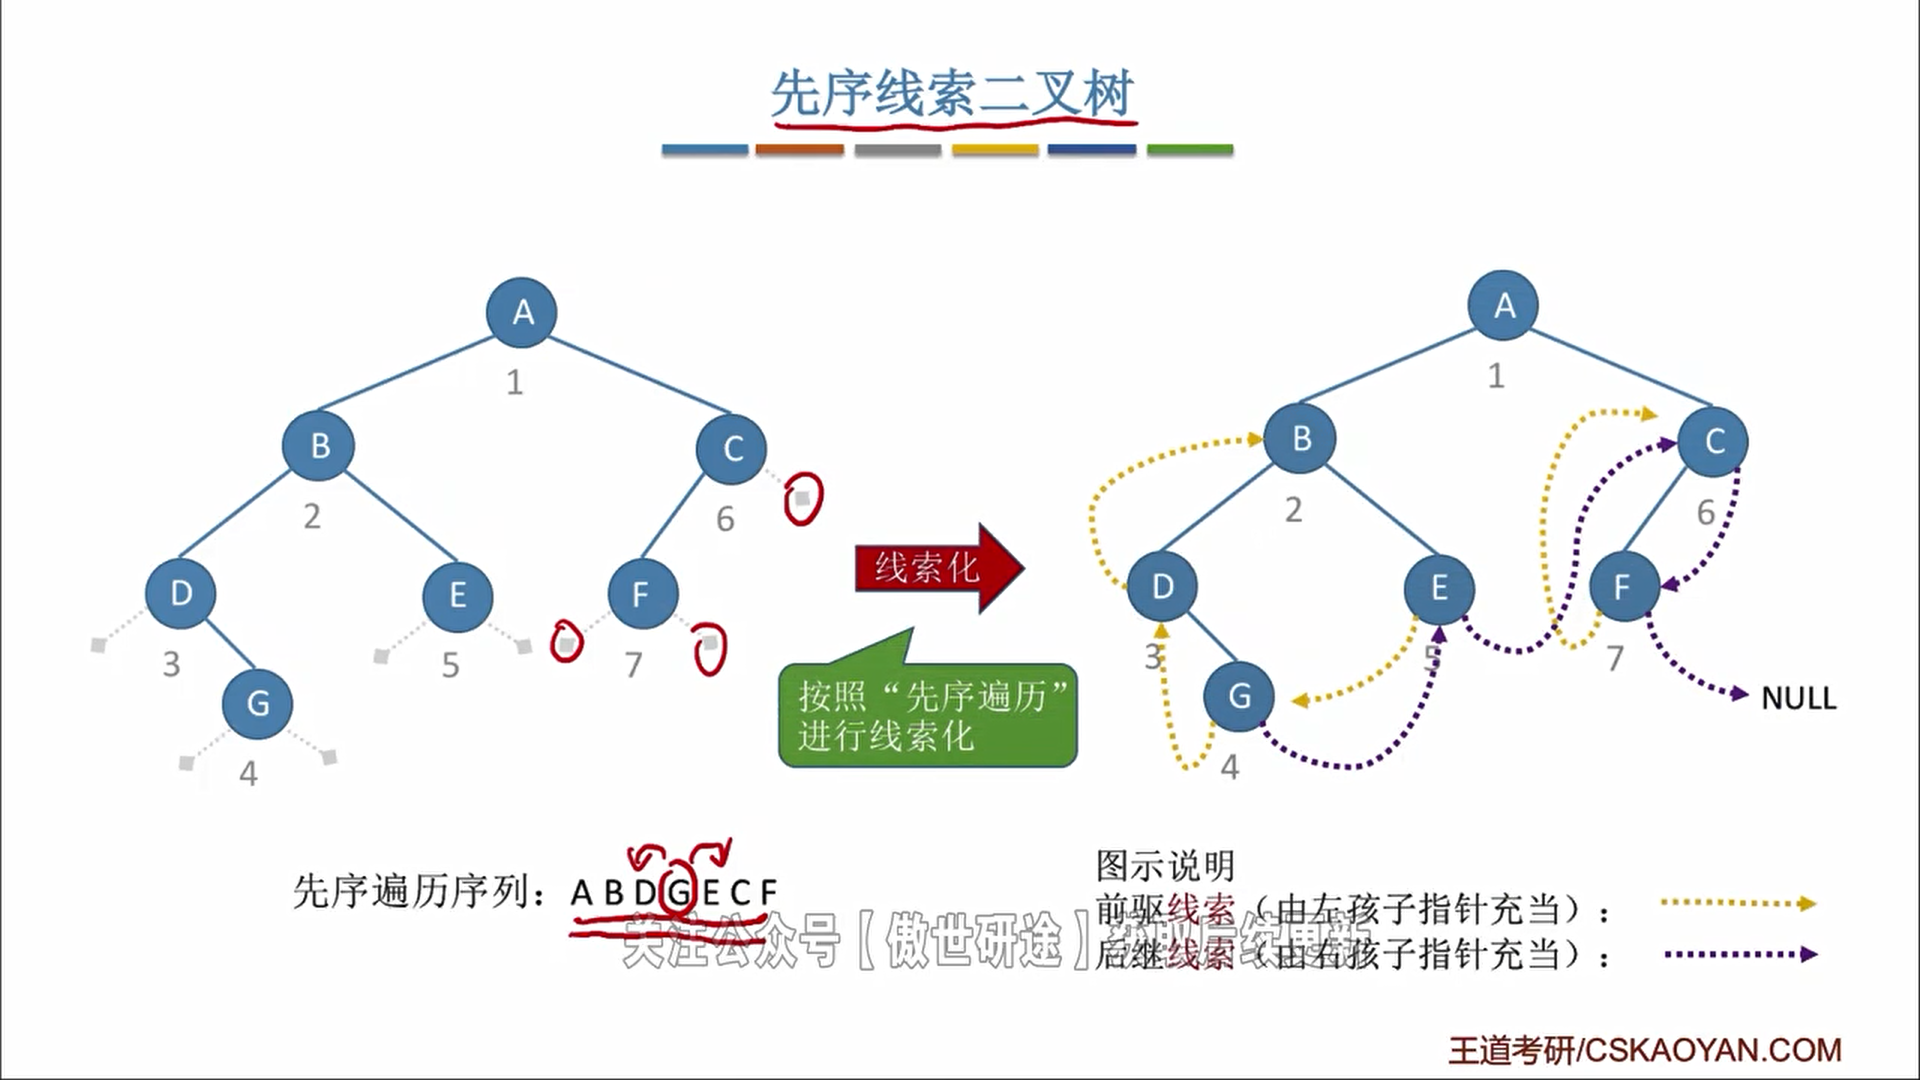 先序线索二叉树
A
1
B
2
C
6
D
3
E
5
F
7
G
4
线索化
按照“先序遍历”
进行线索化
A
1
B
2
C
6
D
3
E
5
F
7
G
4
NULL
先序遍历序列：A B D G E C F
图示说明
前驱线索（由左孩子指针充当）：
后继线索（由右孩子指针充当）：
关注公众号【傲世研途】获取后续更新
王道考研/CSKAOYAN.COM